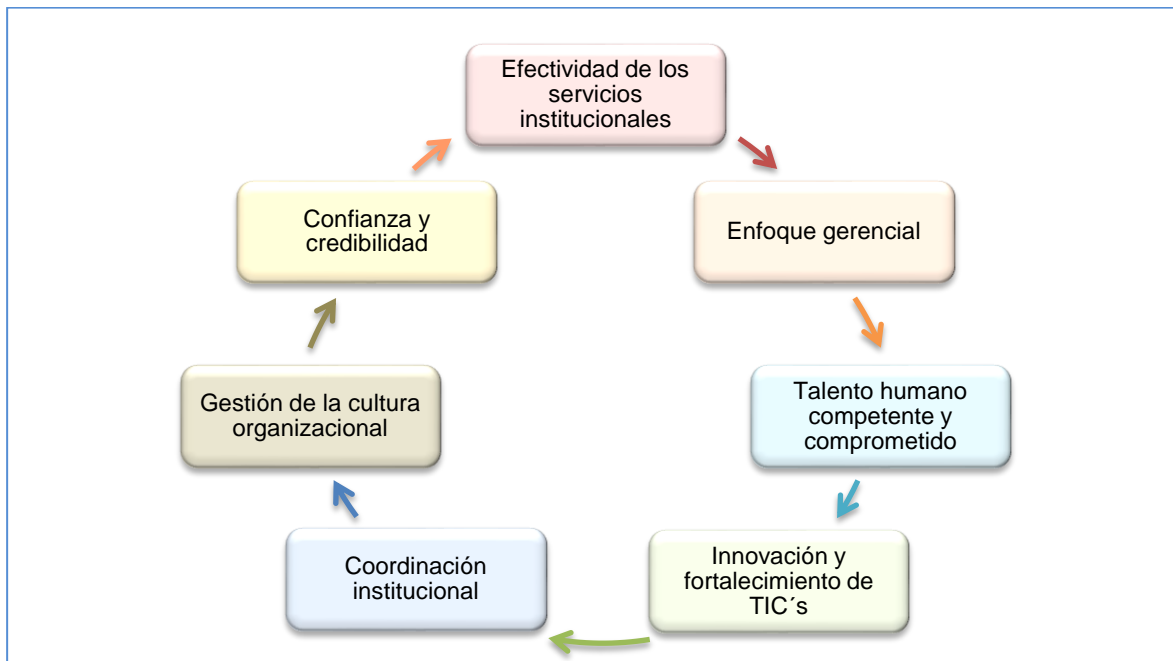 Efectividad de los
servicios
institucionales
Enfoque gerencial
Talento humano
competente y
comprometido
Innovación y
fortalecimiento de
TIC´s
Coordinación
institucional
Gestión de la cultura
organizacional
Confianza y
credibilidad